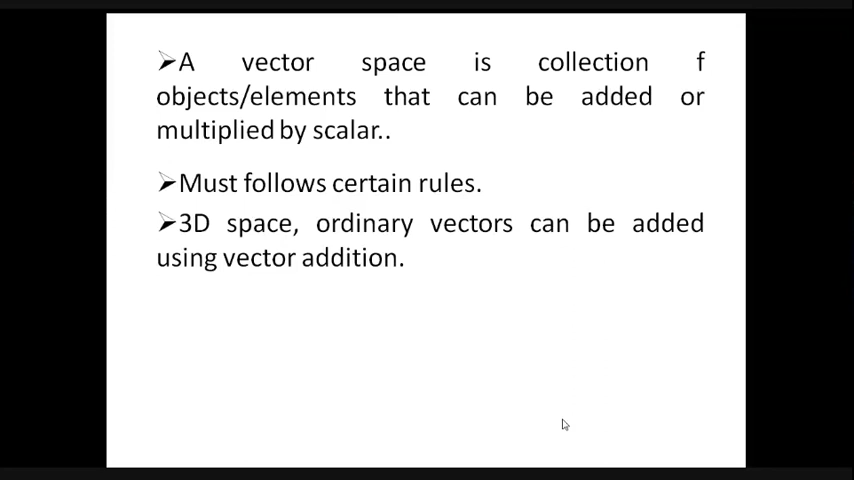 ➢A vector space is collection f
objects/elements that can be added or
multiplied by scalar..
➢Must follows certain rules.
➢3D space, ordinary vectors can be added
using vector addition.